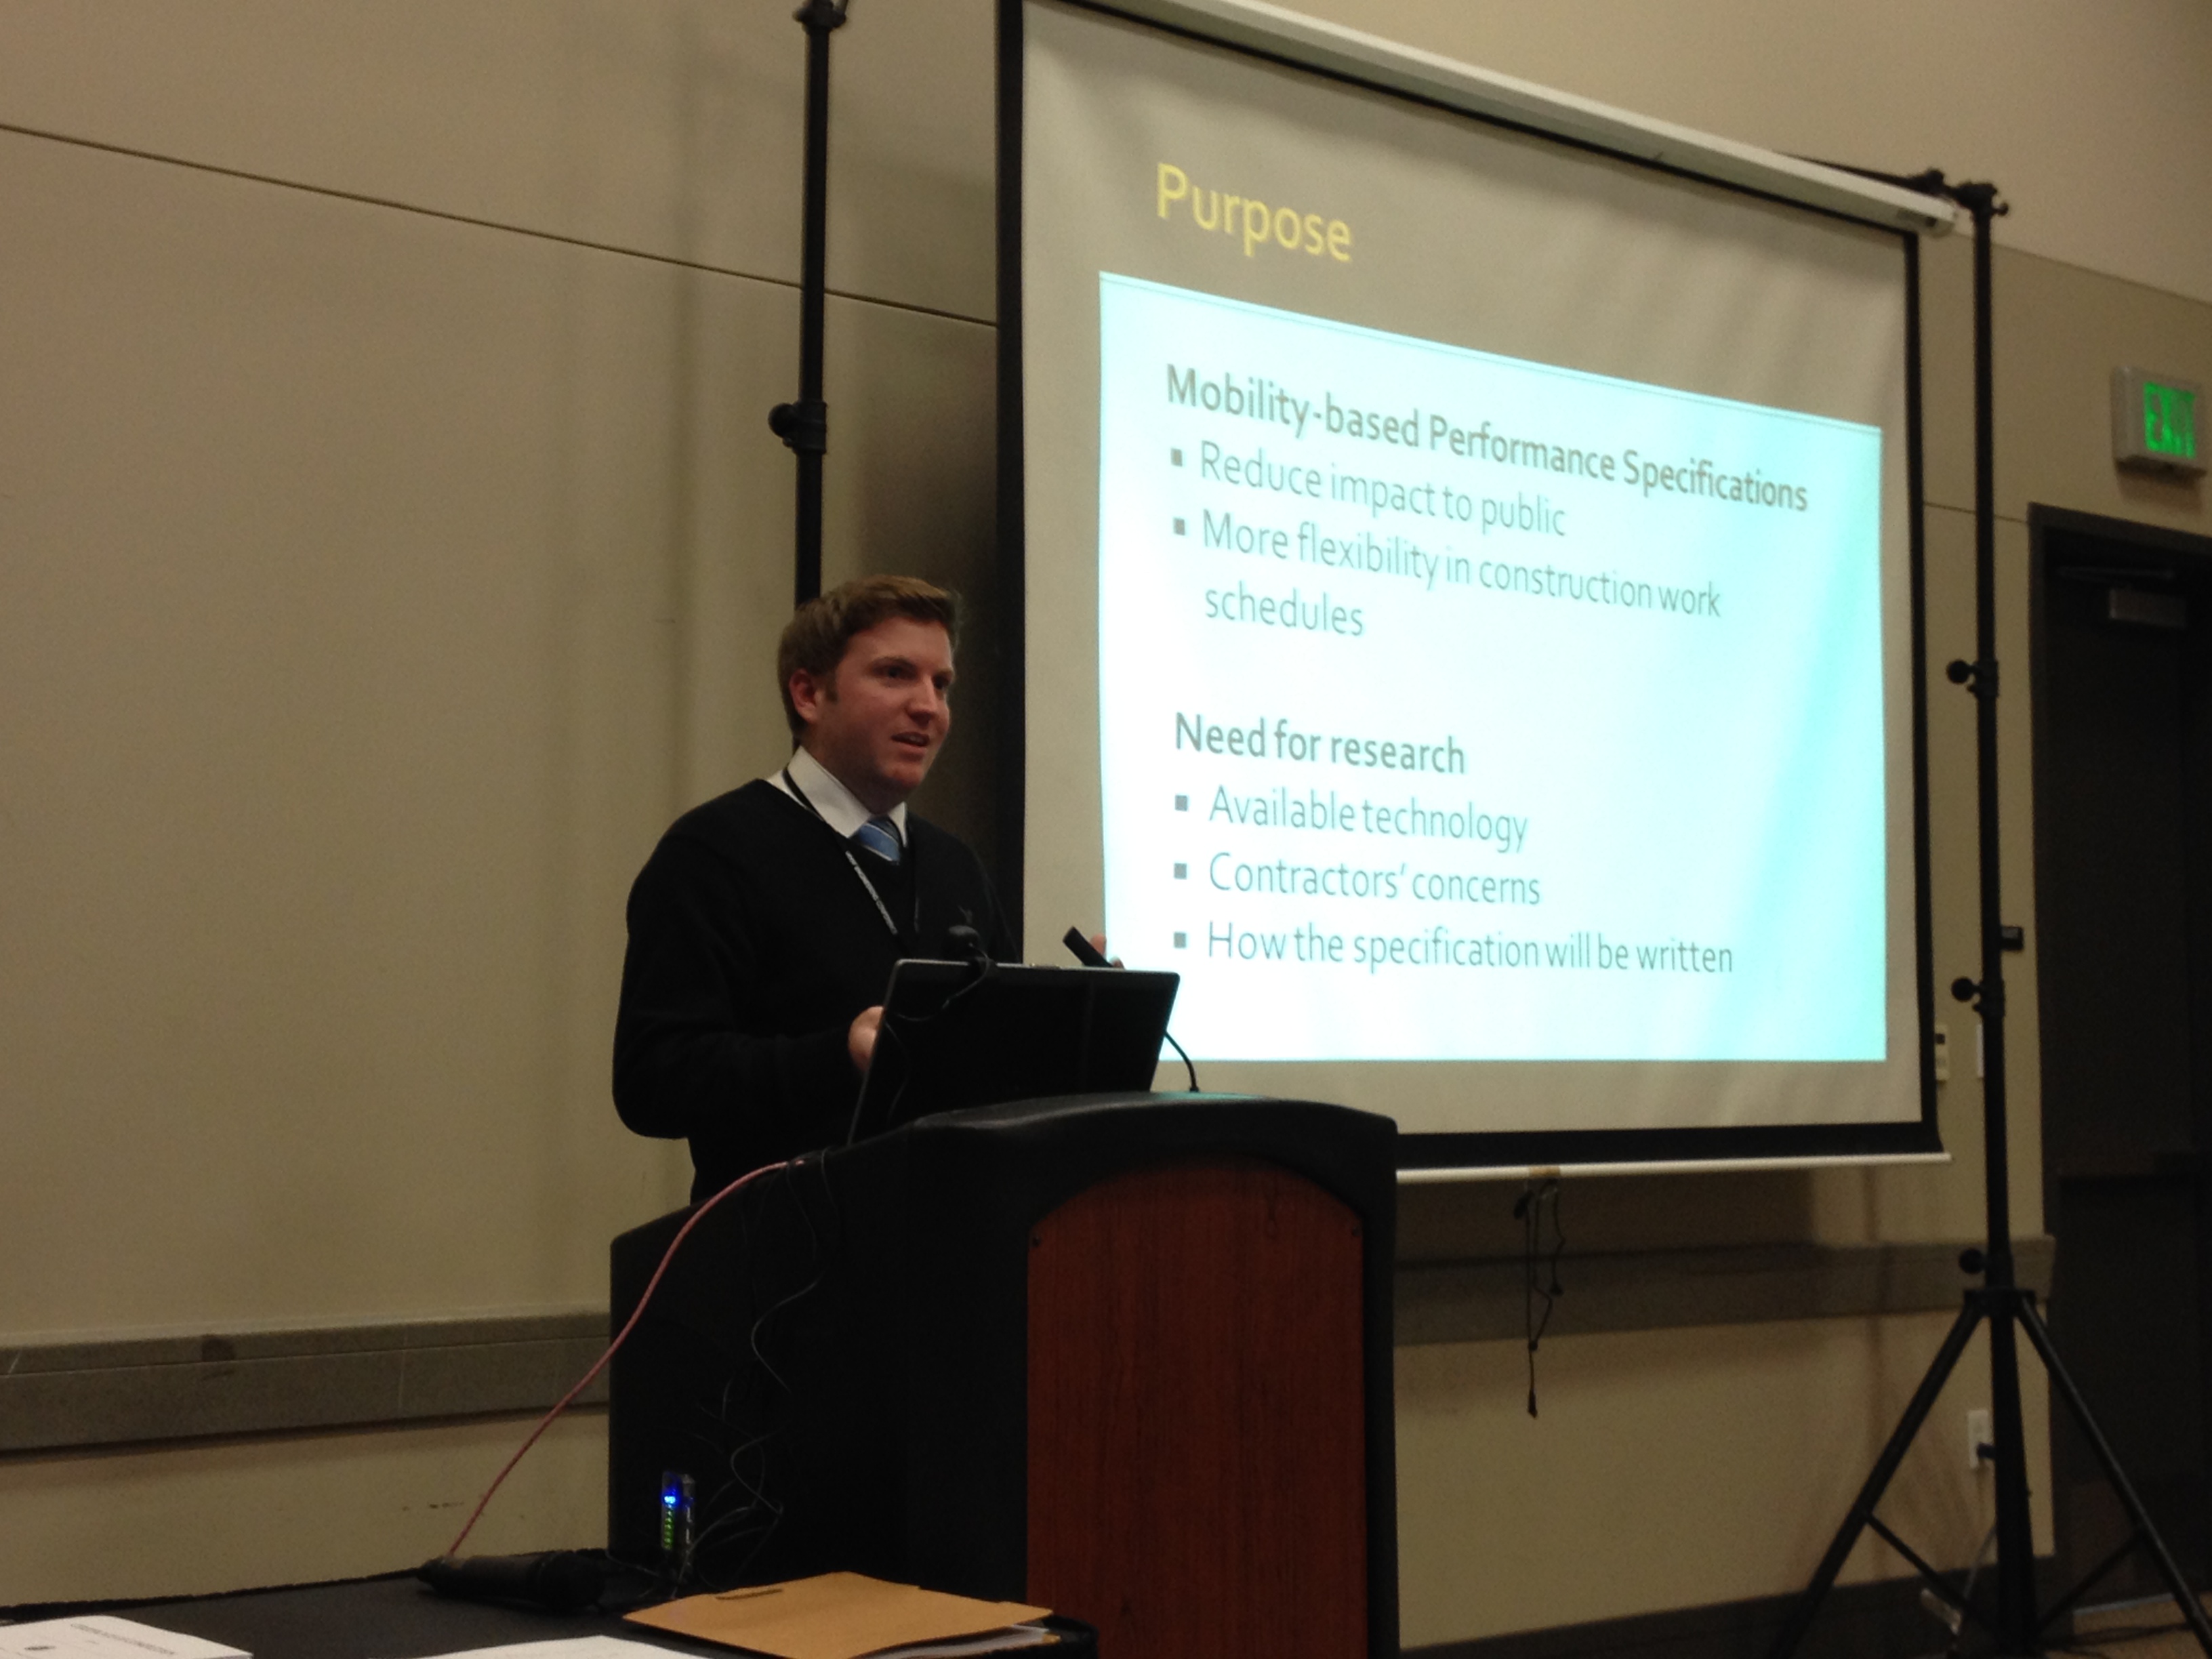 Purpose
Mobility-based Performance Specifications
▪ Reduce impact to public
▪ More flexibility in construction work
schedules
Need for research
▪ Available technology
▪ Contractors' concerns
▪ How the specification will be written
EXIT